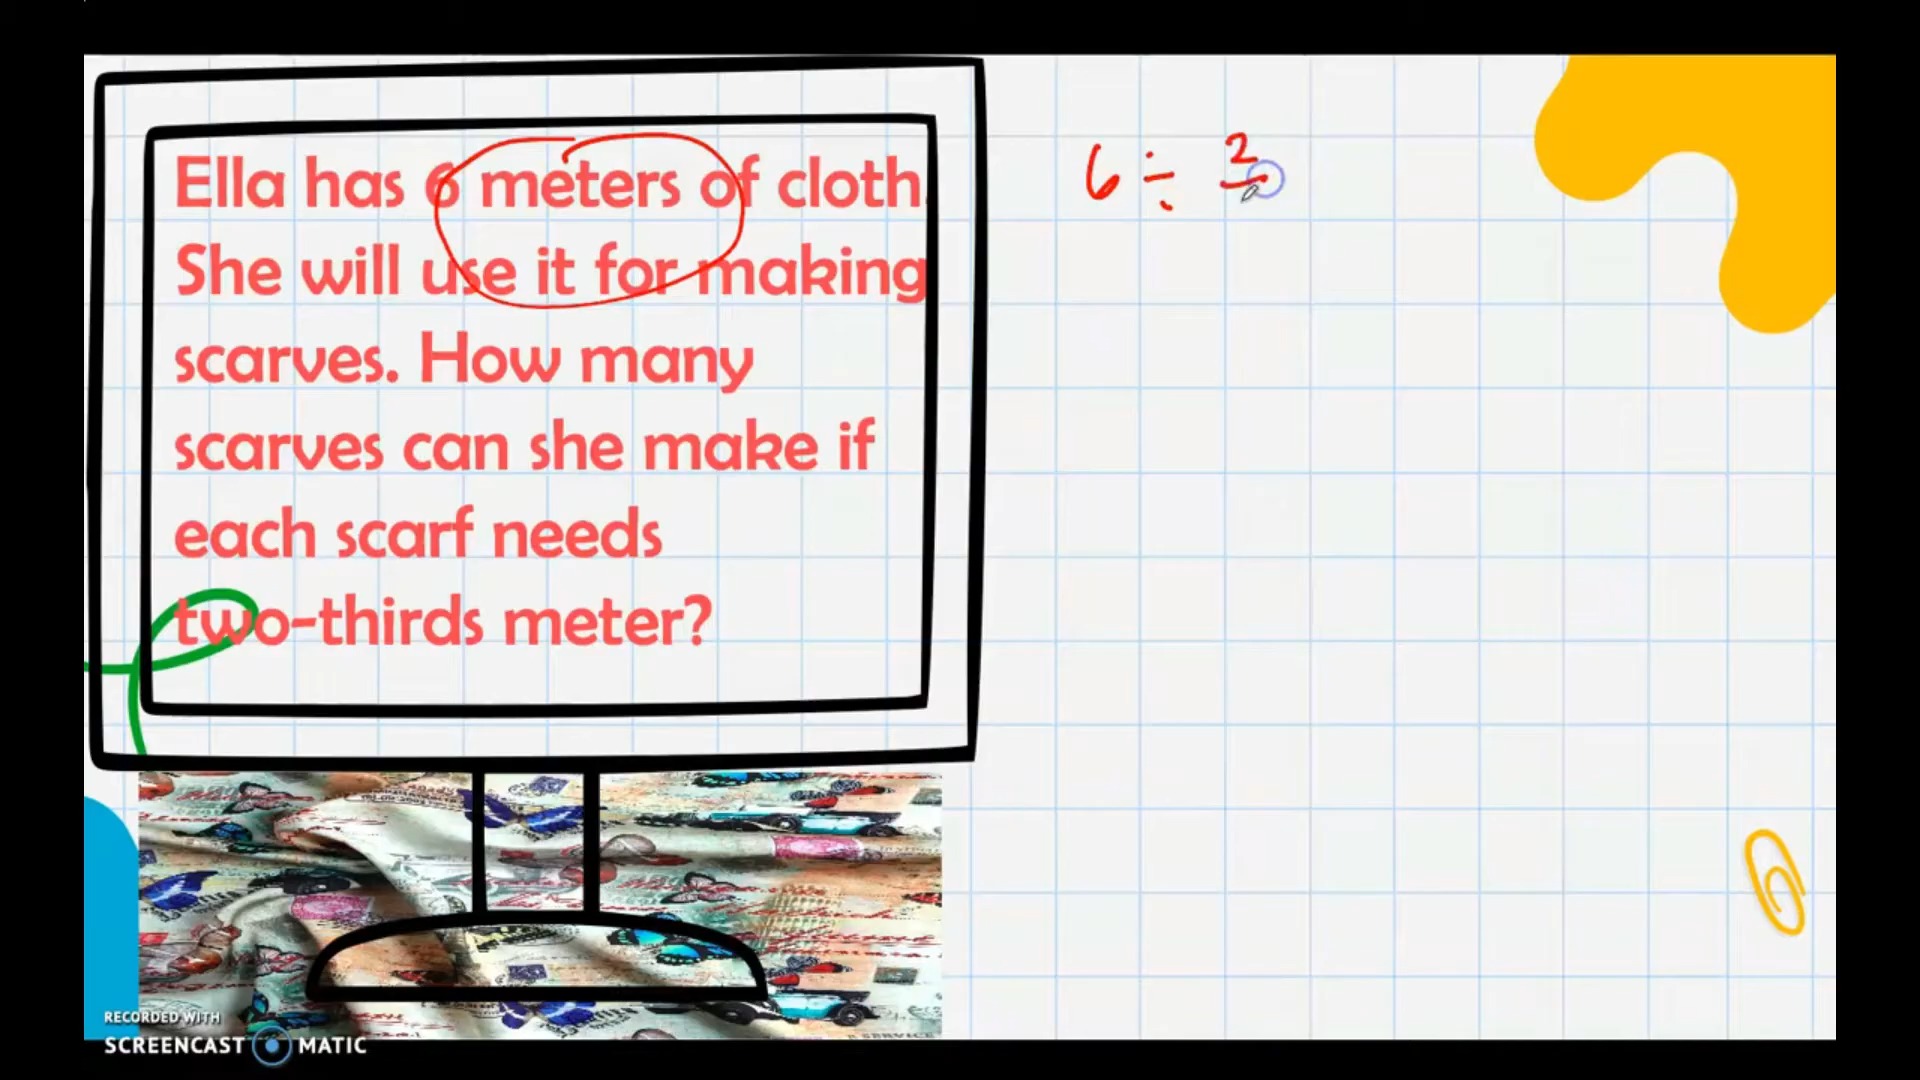 Ella has 6 meters of cloth.
She will use it for making
scarves. How many
scarves can she make if
each scarf needs
two-thirds meter?
6 ÷ 2
RECORDED WITH
SCREENCAST MATIC